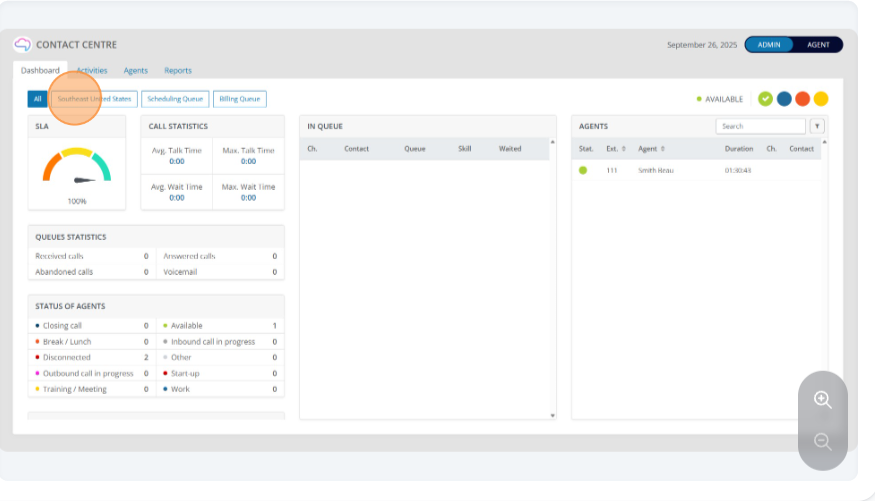 CONTACT CENTRE
September 26, 2025
ADMIN
AGENT
Dashboard
Activities
Agents
Reports
All
Southeast United States
Scheduling Queue
Billing Queue
AVAILABLE
SLA
100%
CALL STATISTICS
Avg. Talk Time
0:00
Max. Talk Time
0:00
Avg. Wait Time
0:00
Max. Wait Time
0:00
QUEUES STATISTICS
Received calls 0
Answered calls 0
Abandoned calls 0
Voicemail 0
STATUS OF AGENTS
Closing call 0
Available 1
Break / Lunch 0
Inbound call in progress 0
Disconnected 2
Other 0
Outbound call in progress 0
Start-up 0
Training / Meeting 0
Work 0
IN QUEUE
Ch. Contact Queue Skill Waited
AGENTS
Search
Stat. Ext. Agent Duration Ch. Contact
111 Smith Beau 01:30:43